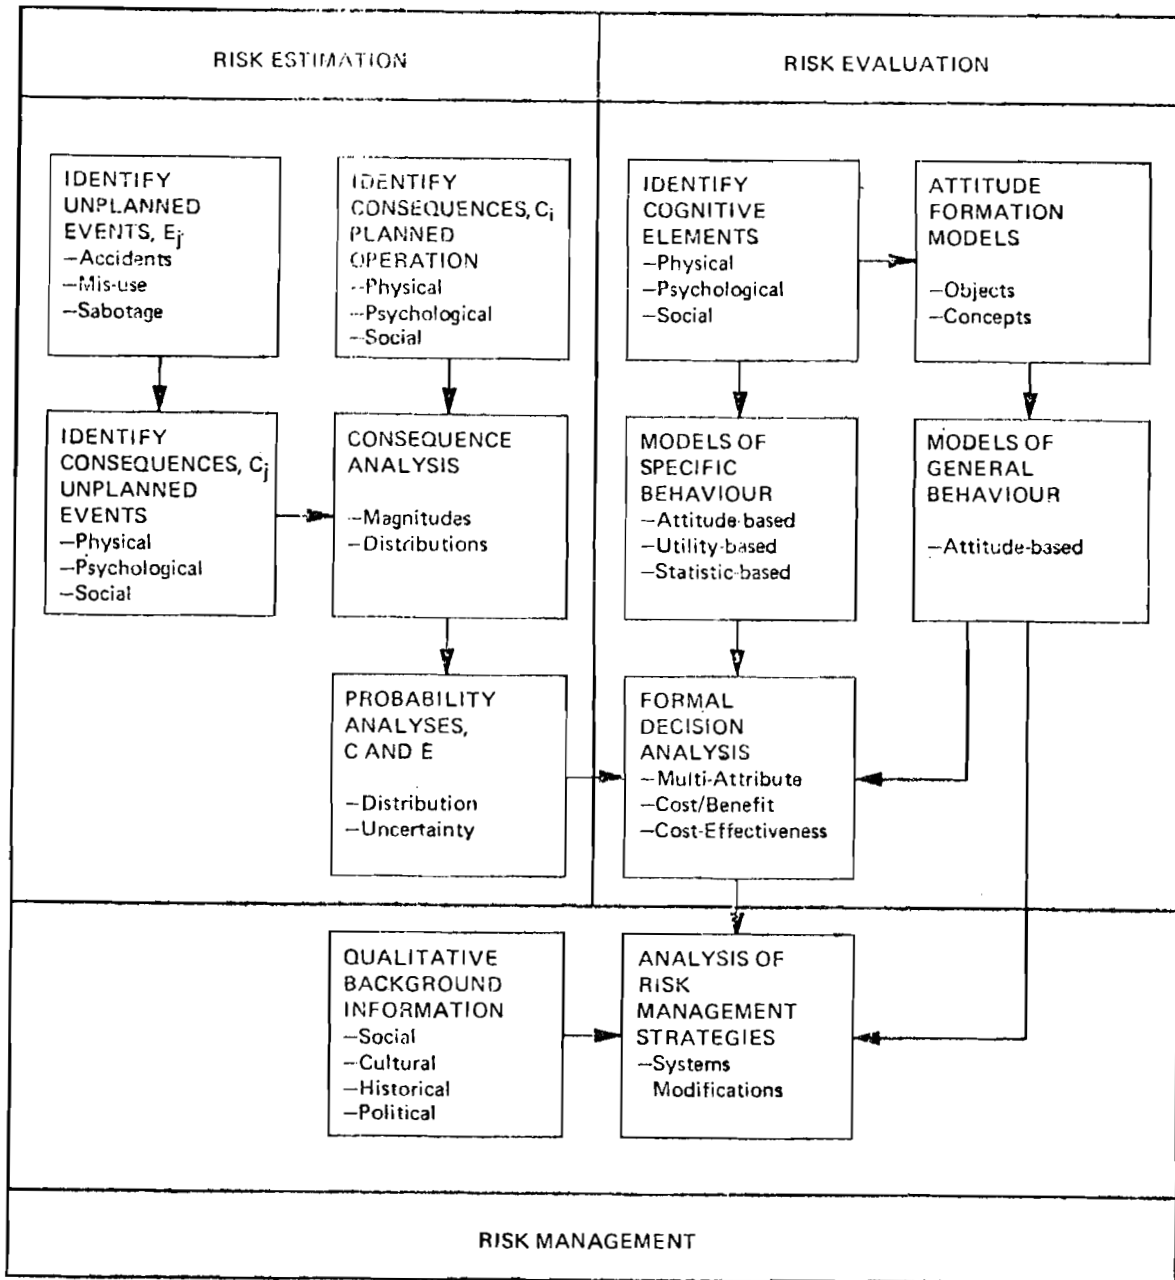 RISK ESTIMATION
RISK EVALUATION
IDENTIFY
UNPLANNED
EVENTS, Ej
–Accidents
–Mis-use
–Sabotage
IDENTIFY
CONSEQUENCES, Ci
PLANNED
OPERATION
–Physical
–Psychological
–Social
IDENTIFY
COGNITIVE
ELEMENTS
–Physical
–Psychological
–Social
ATTITUDE
FORMATION
MODELS
–Objects
–Concepts
IDENTIFY
CONSEQUENCES, Cj
UNPLANNED
EVENTS
–Physical
–Psychological
–Social
CONSEQUENCE
ANALYSIS
–Magnitudes
–Distributions
MODELS OF
SPECIFIC
BEHAVIOUR
–Attitude-based
–Utility-based
–Statistic-based
MODELS OF
GENERAL
BEHAVIOUR
–Attitude-based
PROBABILITY
ANALYSES,
C AND E
–Distribution
–Uncertainty
FORMAL
DECISION
ANALYSIS
–Multi-Attribute
–Cost/Benefit
–Cost-Effectiveness
QUALITATIVE
BACKGROUND
INFORMATION
–Social
–Cultural
–Historical
–Political
ANALYSIS OF
RISK
MANAGEMENT
STRATEGIES
–Systems
Modifications
RISK MANAGEMENT